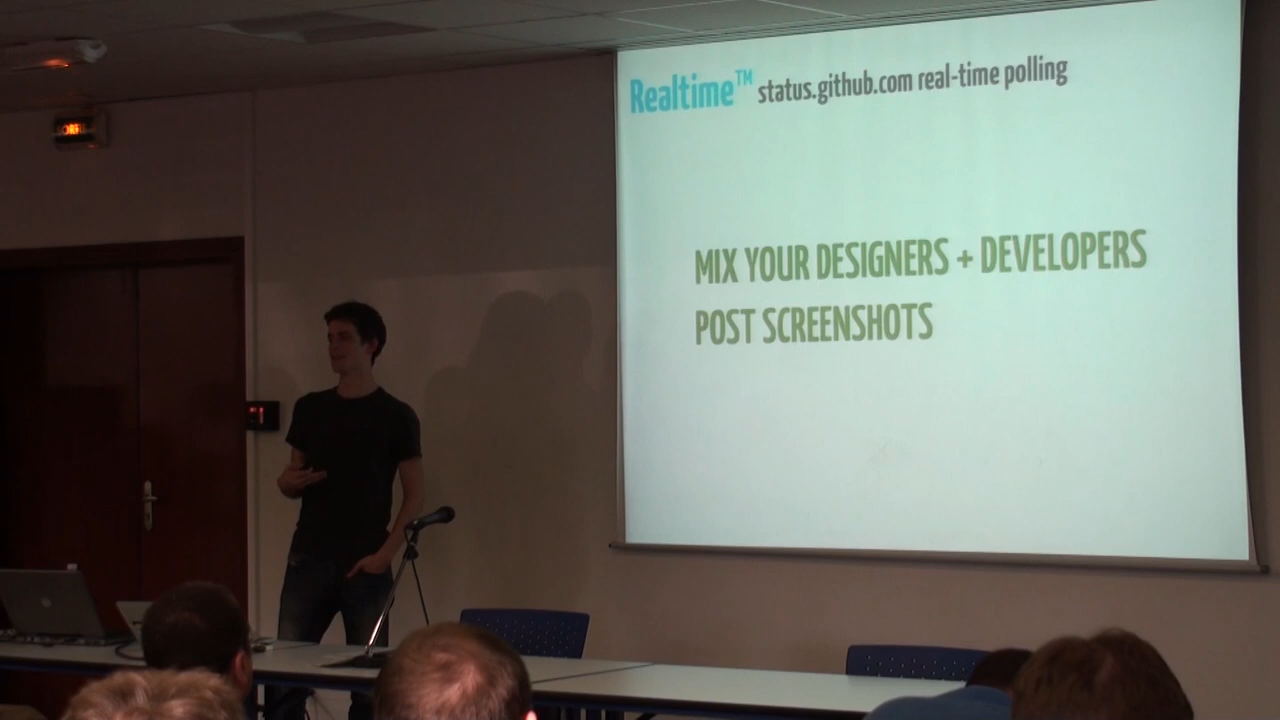 Realtime™ status.github.com real-time polling
MIX YOUR DESIGNERS + DEVELOPERS
POST SCREENSHOTS